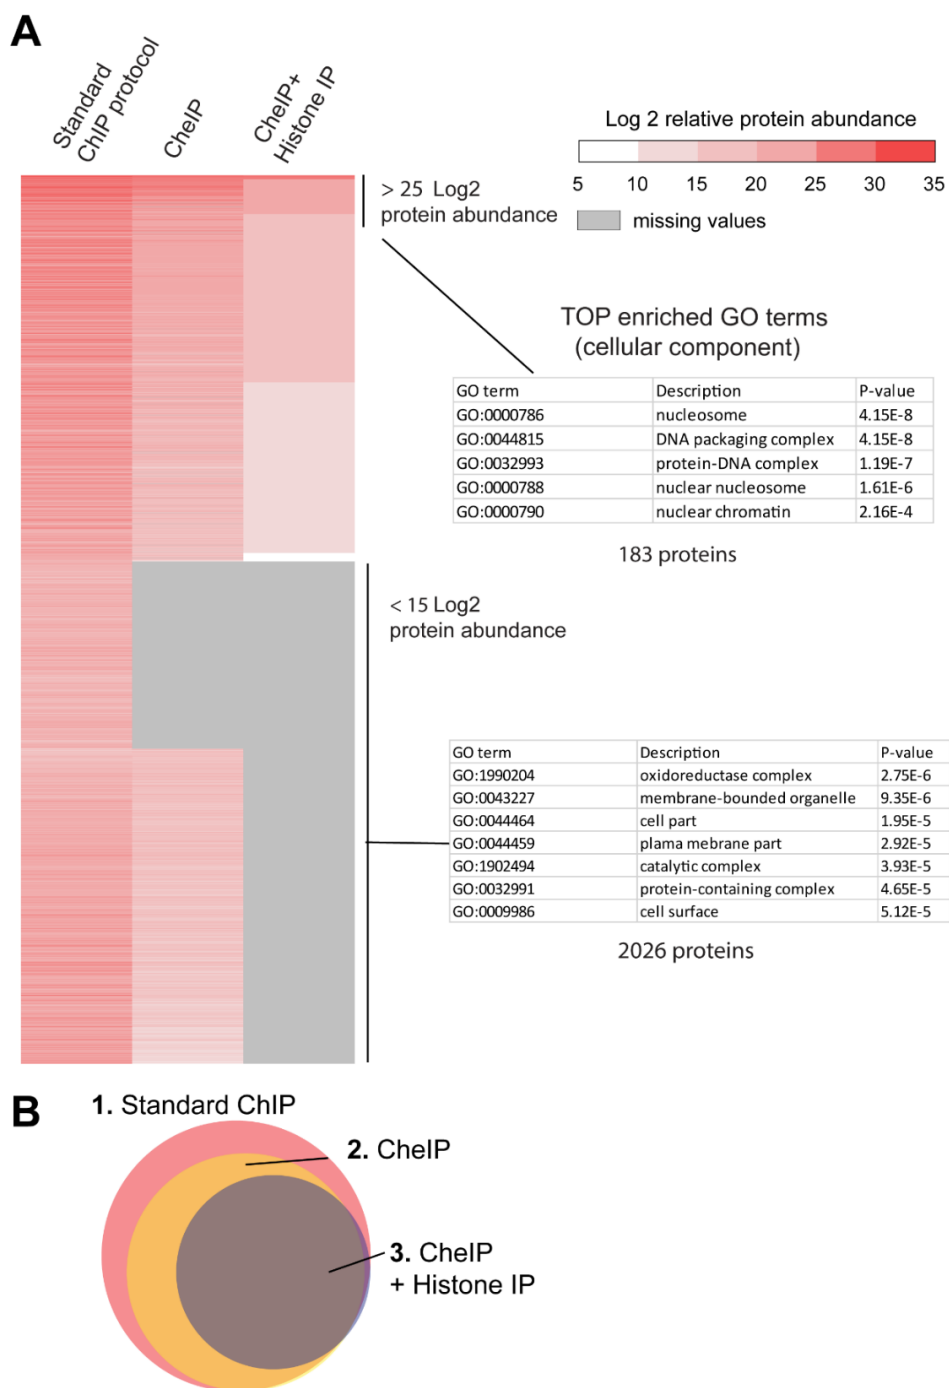 A
Standard
ChIP protocol
CheIP
CheIP+
Histone IP
Log 2 relative protein abundance
5 10 15 20 25 30 35
missing values
> 25 Log2
protein abundance
TOP enriched GO terms
(cellular component)
GO term Description P-value
GO:0000786 nucleosome 4.15E-8
GO:0044815 DNA packaging complex 4.15E-8
GO:0032993 protein-DNA complex 1.19E-7
GO:0000788 nuclear nucleosome 1.61E-6
GO:0000790 nuclear chromatin 2.16E-4
183 proteins
< 15 Log2
protein abundance
GO term Description P-value
GO:1990204 oxidoreductase complex 2.75E-6
GO:0043227 membrane-bounded organelle 9.35E-6
GO:0044464 cell part 1.95E-5
GO:0044459 plama mebrane part 2.92E-5
GO:1902494 catalytic complex 3.93E-5
GO:0032991 protein-containing complex 4.65E-5
GO:0009986 cell surface 5.12E-5
2026 proteins
B
1. Standard ChIP
2. CheIP
3. CheIP
+ Histone IP